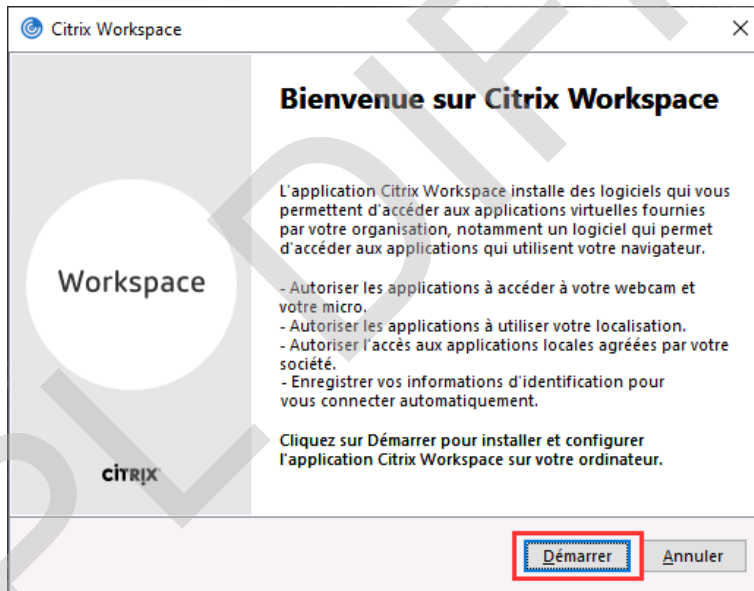 Citrix Workspace
Bienvenue sur Citrix Workspace
L'application Citrix Workspace installe des logiciels qui vous
permettent d'accéder aux applications virtuelles fournies
par votre organisation, notamment un logiciel qui permet
d'accéder aux applications qui utilisent votre navigateur.
Workspace
- Autoriser les applications à accéder à votre webcam et
votre micro.
- Autoriser les applications à utiliser votre localisation.
- Autoriser l'accès aux applications locales agréées par votre
société.
- Enregistrer vos informations d'identification pour
vous connecter automatiquement.
Cliquez sur Démarrer pour installer et configurer
l'application Citrix Workspace sur votre ordinateur.
citrix
Démarrer
Annuler